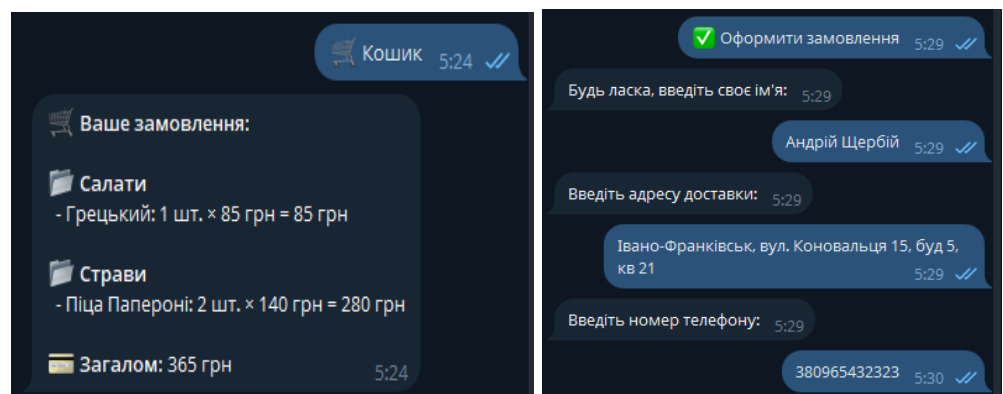 🛒 Кошик 5:24
🛒 Ваше замовлення:
📁 Салати
- Грецький: 1 шт. × 85 грн = 85 грн
📁 Страви
- Піца Папероні: 2 шт. × 140 грн = 280 грн
💳 Загалом: 365 грн
5:24
✅ Оформити замовлення 5:29
Будь ласка, введіть своє ім'я: 5:29
Андрій Щербій 5:29
Введіть адресу доставки: 5:29
Івано-Франківськ, вул. Коновальця 15, буд 5,
кв 21
5:29
Введіть номер телефону: 5:29
380965432323 5:30